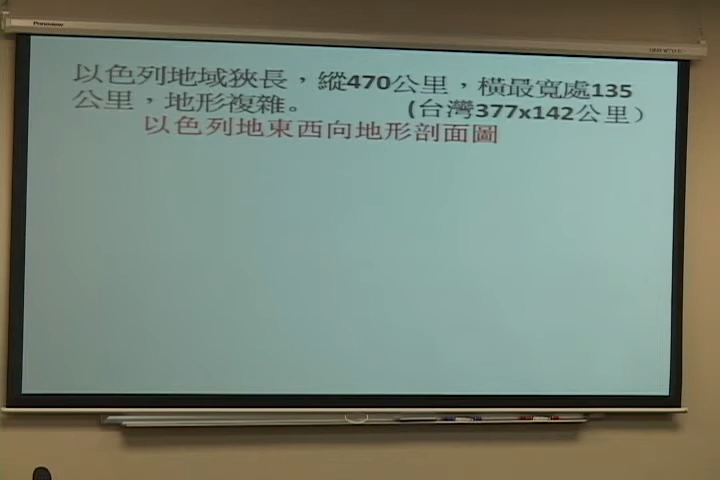 Proview
以色列地域狹長，縱470公里，橫最寬處135
公里，地形複雜。 (台灣377x142公里）
以色列地東西向地形剖面圖